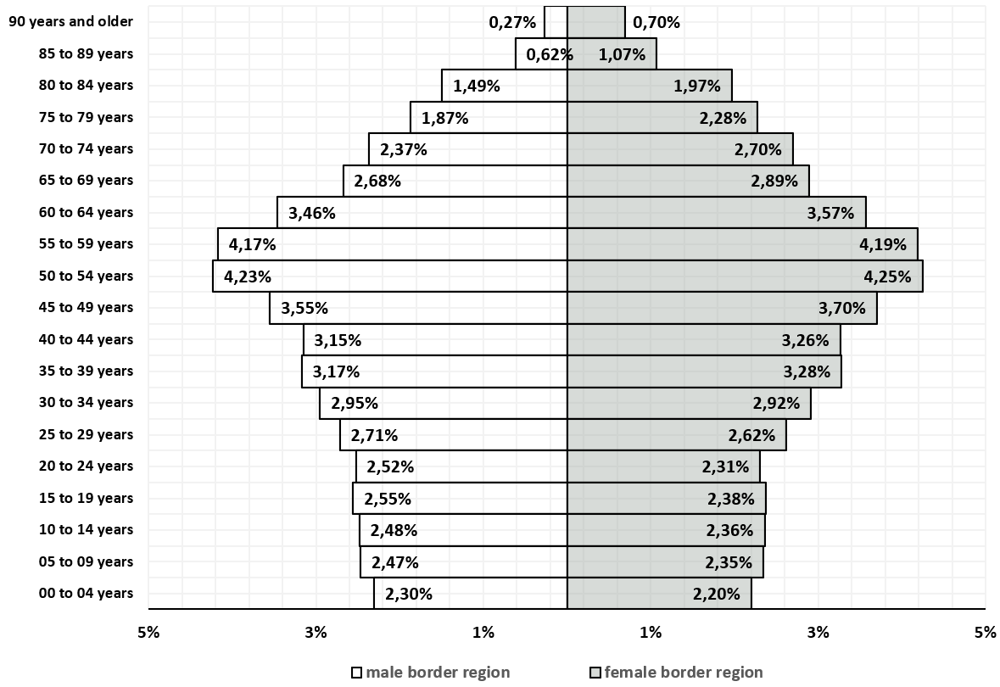 90 years and older 0,27% 0,70%
85 to 89 years 0,62% 1,07%
80 to 84 years 1,49% 1,97%
75 to 79 years 1,87% 2,28%
70 to 74 years 2,37% 2,70%
65 to 69 years 2,68% 2,89%
60 to 64 years 3,46% 3,57%
55 to 59 years 4,17% 4,19%
50 to 54 years 4,23% 4,25%
45 to 49 years 3,55% 3,70%
40 to 44 years 3,15% 3,26%
35 to 39 years 3,17% 3,28%
30 to 34 years 2,95% 2,92%
25 to 29 years 2,71% 2,62%
20 to 24 years 2,52% 2,31%
15 to 19 years 2,55% 2,38%
10 to 14 years 2,48% 2,36%
05 to 09 years 2,47% 2,35%
00 to 04 years 2,30% 2,20%
5% 3% 1% 1% 3% 5%
male border region female border region